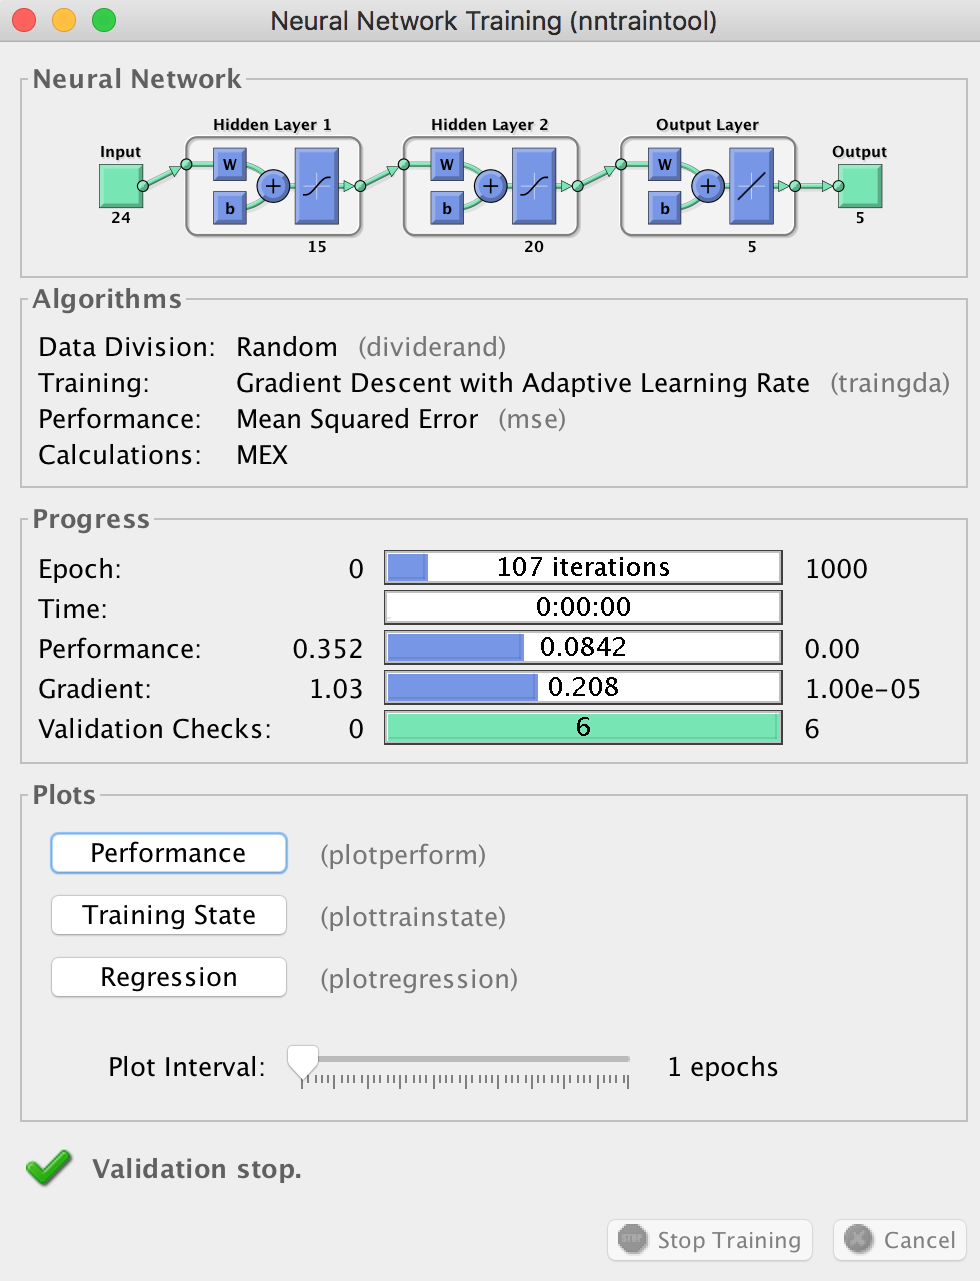 Neural Network Training (nntraintool)
Neural Network
Hidden Layer 1 Hidden Layer 2 Output Layer
Input Output
W W W
b b b
24 5
15 20 5
Algorithms
Data Division: Random (dividerand)
Training: Gradient Descent with Adaptive Learning Rate (traingda)
Performance: Mean Squared Error (mse)
Calculations: MEX
Progress
Epoch: 0 107 iterations 1000
Time: 0:00:00
Performance: 0.352 0.0842 0.00
Gradient: 1.03 0.208 1.00e-05
Validation Checks: 0 6 6
Plots
Performance (plotperform)
Training State (plottrainstate)
Regression (plotregression)
Plot Interval: 1 epochs
Validation stop.
STOP Stop Training Cancel